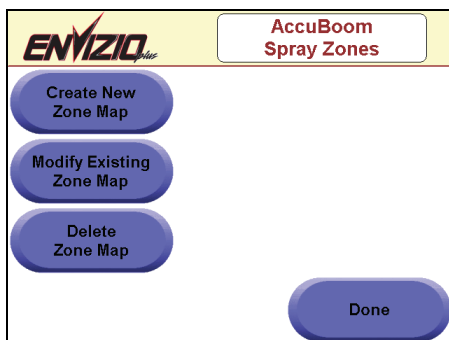 ENVIZIO plus
AccuBoom
Spray Zones
Create New
Zone Map
Modify Existing
Zone Map
Delete
Zone Map
Done